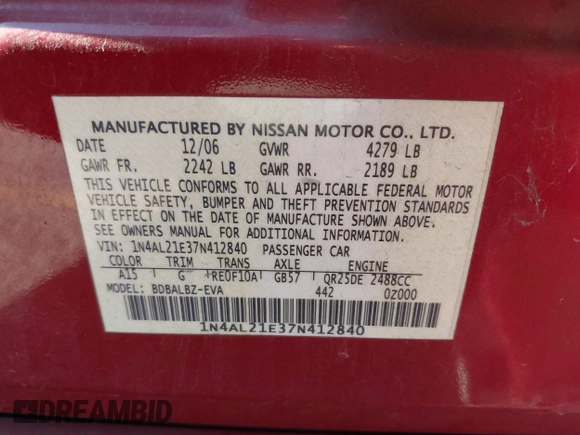 MANUFACTURED BY NISSAN MOTOR CO., LTD.
DATE 12/06 GVWR 4279 LB
GAWR FR. 2242 LB GAWR RR. 2189 LB
THIS VEHICLE CONFORMS TO ALL APPLICABLE FEDERAL MOTOR
VEHICLE SAFETY, BUMPER AND THEFT PREVENTION STANDARDS
IN EFFECT ON THE DATE OF MANUFACTURE SHOWN ABOVE.
SEE OWNERS MANUAL FOR ADDITIONAL INFORMATION.
VIN: 1N4AL21E37N412840 PASSENGER CAR
COLOR TRIM TRANS AXLE ENGINE
A15 G RE0F10A GB57 QR25DE 2488CC
MODEL: BDBALBZ-EVA 442 0Z000
1N4AL21E37N412840
DREAMBID